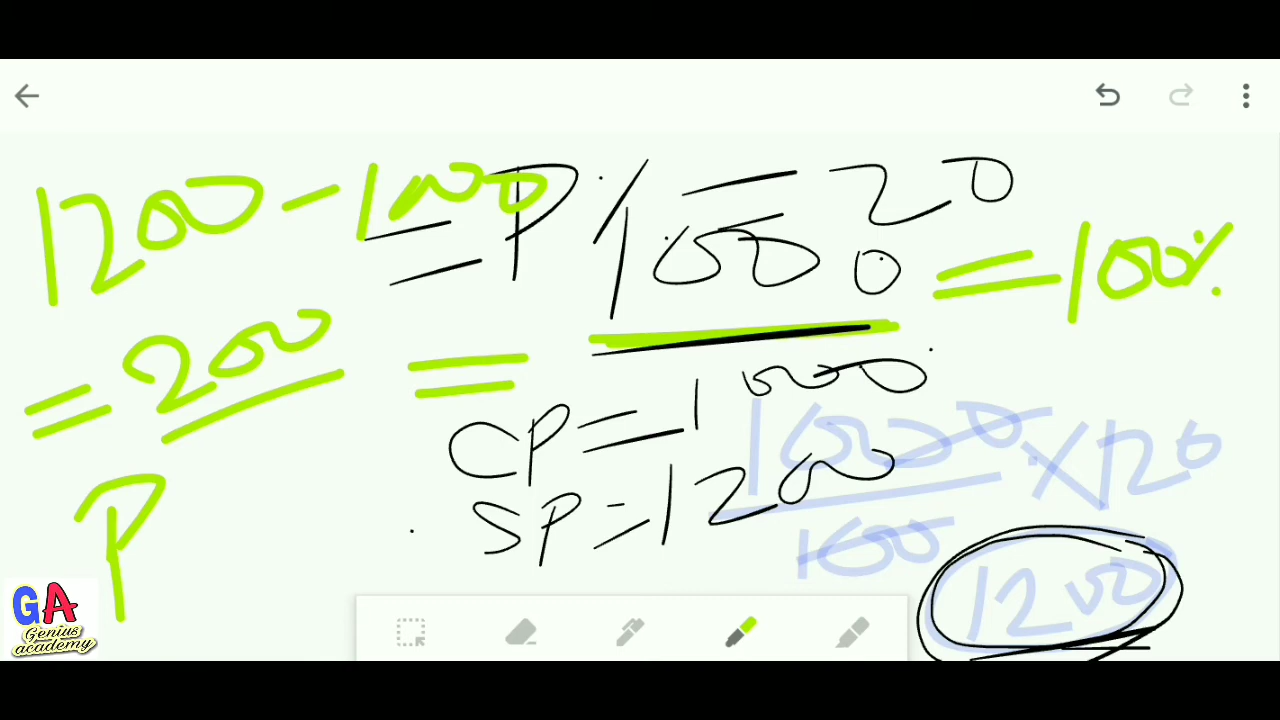 1200 - 1000 = P% = 20
1000 = 100%
= 200 =
CP = 1000
1000 × 120
100
SP = 1200
1200
P
GA
Genius
academy